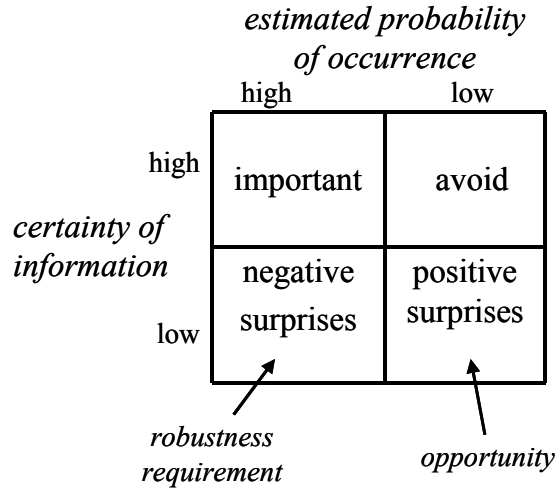 estimated probability
of occurrence
high low
high
important avoid
certainty of
information
negative positive
surprises surprises
low
robustness
requirement
opportunity